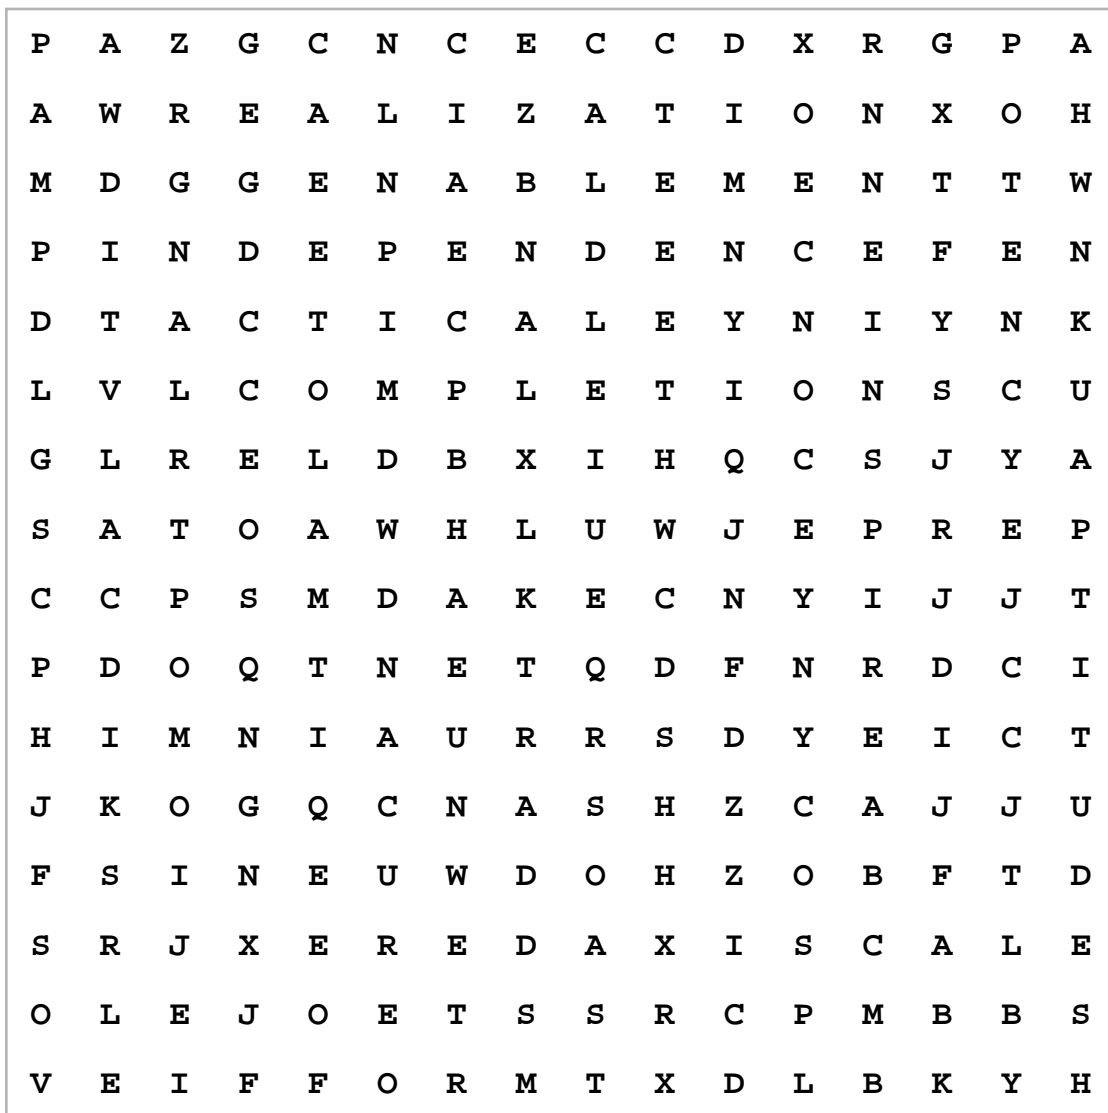 P A Z G C N C E C C D X R G P A
A W R E A L I Z A T I O N X O H
M D G G E N A B L E M E N T T W
P I N D E P E N D E N C E F E N
D T A C T I C A L E Y N I Y N K
L V L C O M P L E T I O N S C U
G L R E L D B X I H Q C S J Y A
S A T O A W H L U W J E P R E P
C C P S M D A K E C N Y I J J T
P D O Q T N E T Q D F N R D C I
H I M N I A U R R S D Y E I C T
J K O G Q C N A S H Z C A J J U
F S I N E U W D O H Z O B F T D
S R J X E R E D A X I S C A L E
O L E J O E T S S R C P M B B S
V E I F F O R M T X D L B K Y H